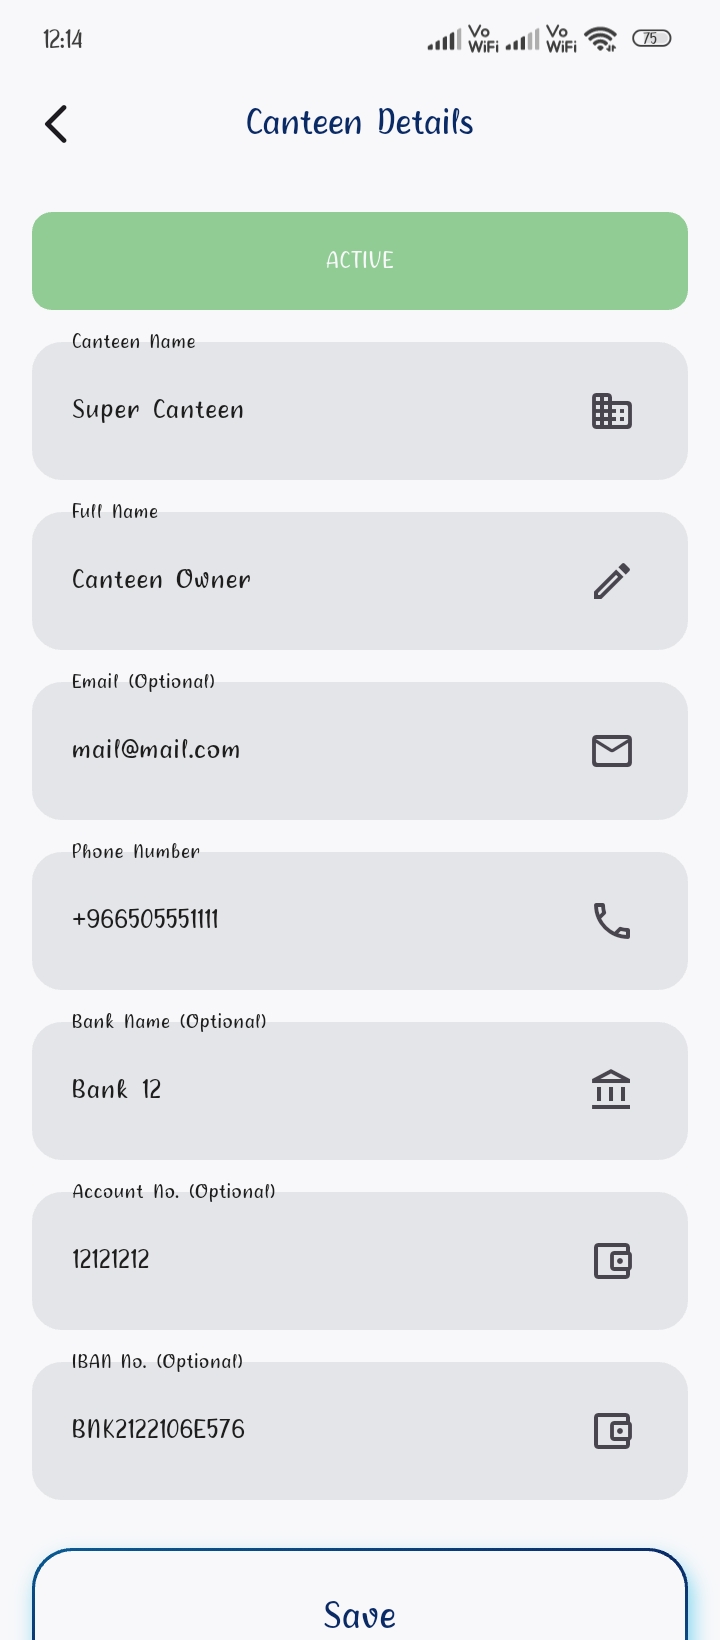 12:14
Vo WiFi Vo WiFi 75
Canteen Details
ACTIVE
Canteen Name
Super Canteen
Full Name
Canteen Owner
Email (Optional)
mail@mail.com
Phone Number
+966505551111
Bank Name (Optional)
Bank 12
Account No. (Optional)
12121212
IBAN No. (Optional)
BNK2122106E576
Save